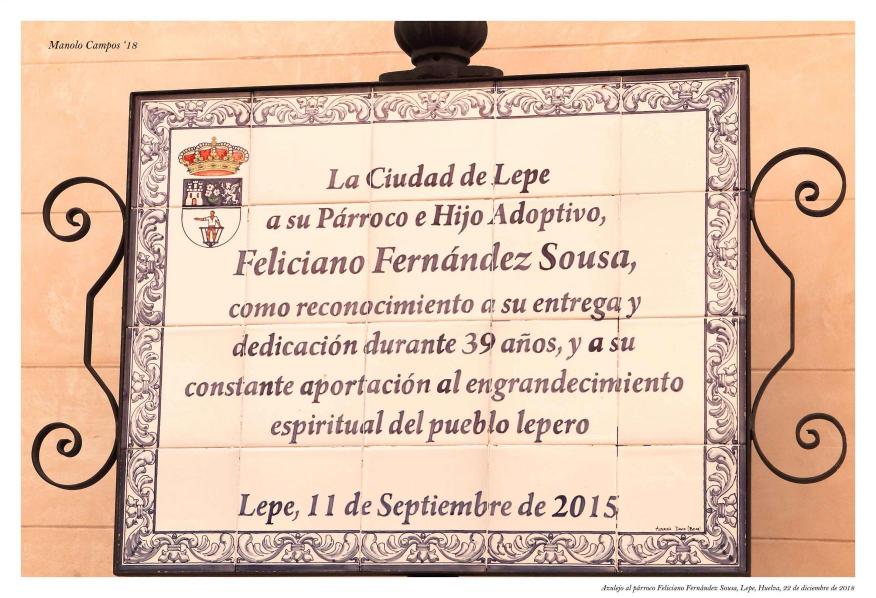 Manolo Campos '18
La Ciudad de Lepe
a su Párroco e Hijo Adoptivo,
Feliciano Fernández Sousa,
como reconocimiento a su entrega y
dedicación durante 39 años, y a su
constante aportación al engrandecimiento
espiritual del pueblo lepero
Lepe, 11 de Septiembre de 2015
Azulejo al párroco Feliciano Fernández Sousa, Lepe, Huelva, 22 de diciembre de 2018